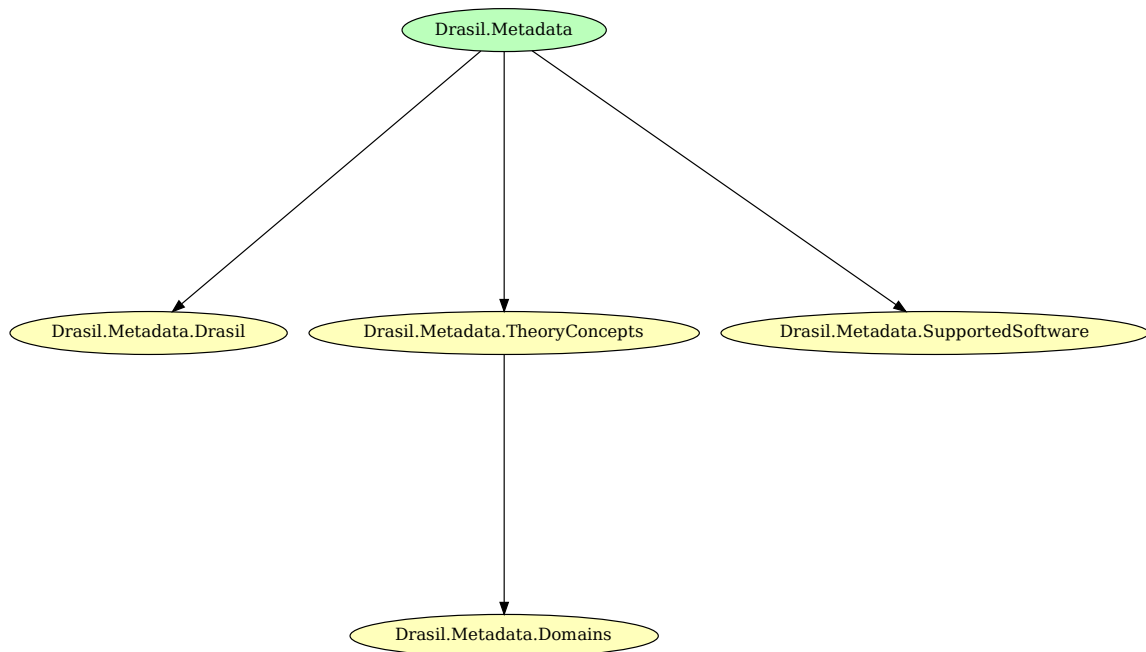 Drasil.Metadata
Drasil.Metadata.Drasil
Drasil.Metadata.TheoryConcepts
Drasil.Metadata.SupportedSoftware
Drasil.Metadata.Domains